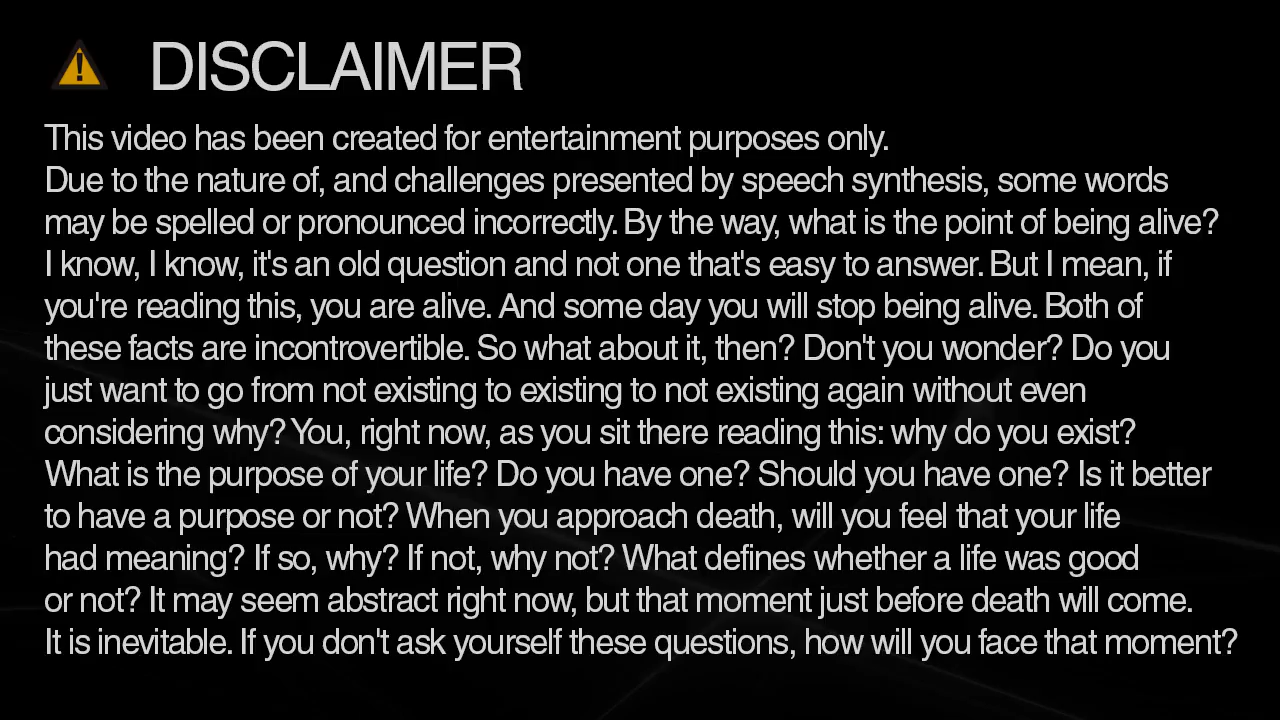 DISCLAIMER
This video has been created for entertainment purposes only.
Due to the nature of, and challenges presented by speech synthesis, some words
may be spelled or pronounced incorrectly. By the way, what is the point of being alive?
I know, I know, it's an old question and not one that's easy to answer. But I mean, if
you're reading this, you are alive. And some day you will stop being alive. Both of
these facts are incontrovertible. So what about it, then? Don't you wonder? Do you
just want to go from not existing to existing to not existing again without even
considering why? You, right now, as you sit there reading this: why do you exist?
What is the purpose of your life? Do you have one? Should you have one? Is it better
to have a purpose or not? When you approach death, will you feel that your life
had meaning? If so, why? If not, why not? What defines whether a life was good
or not? It may seem abstract right now, but that moment just before death will come.
It is inevitable. If you don't ask yourself these questions, how will you face that moment?